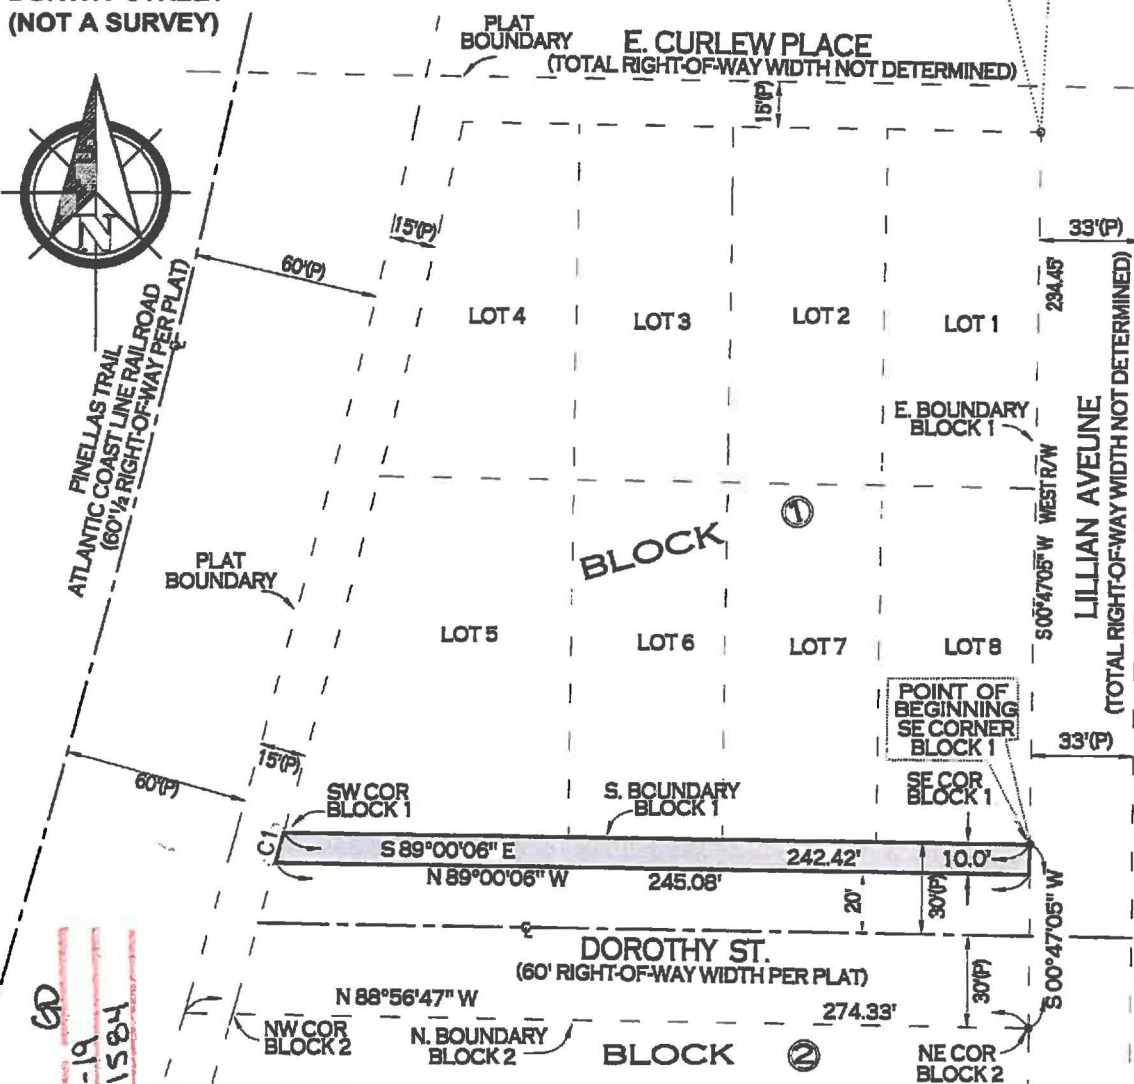 (NOT A SURVEY)
PLAT
BOUNDARY
E. CURLEW PLACE
(TOTAL RIGHT-OF-WAY WIDTH NOT DETERMINED)
15'(P)
N
15'(P)
33'(P)
60'(P)
234.45'
PINELLAS TRAIL
ATLANTIC COAST LINE RAILROAD
(60' 1/2 RIGHT-OF-WAY PER PLAT)
LOT 4
LOT 3
LOT 2
LOT 1
E. BOUNDARY
BLOCK 1
S 00°47'05" W WEST R/W
LILLIAN AVEUNE
(TOTAL RIGHT-OF-WAY WIDTH NOT DETERMINED)
BLOCK 1
PLAT
BOUNDARY
LOT 5
LOT 6
LOT 7
LOT 8
POINT OF
BEGINNING
SE CORNER
BLOCK 1
33'(P)
15'(P)
60'(P)
SW COR
BLOCK 1
S. BOUNDARY
BLOCK 1
SE COR
BLOCK 1
C1
S 89°00'06" E
242.42'
10.0'
N 89°00'06" W
245.08'
20'
30'(P)
S 00°47'05" W
DOROTHY ST.
(60' RIGHT-OF-WAY WIDTH PER PLAT)
30'(P)
N 88°56'47" W
274.33'
NW COR
BLOCK 2
N. BOUNDARY
BLOCK 2
BLOCK 2
NE COR
BLOCK 2
-19
1584